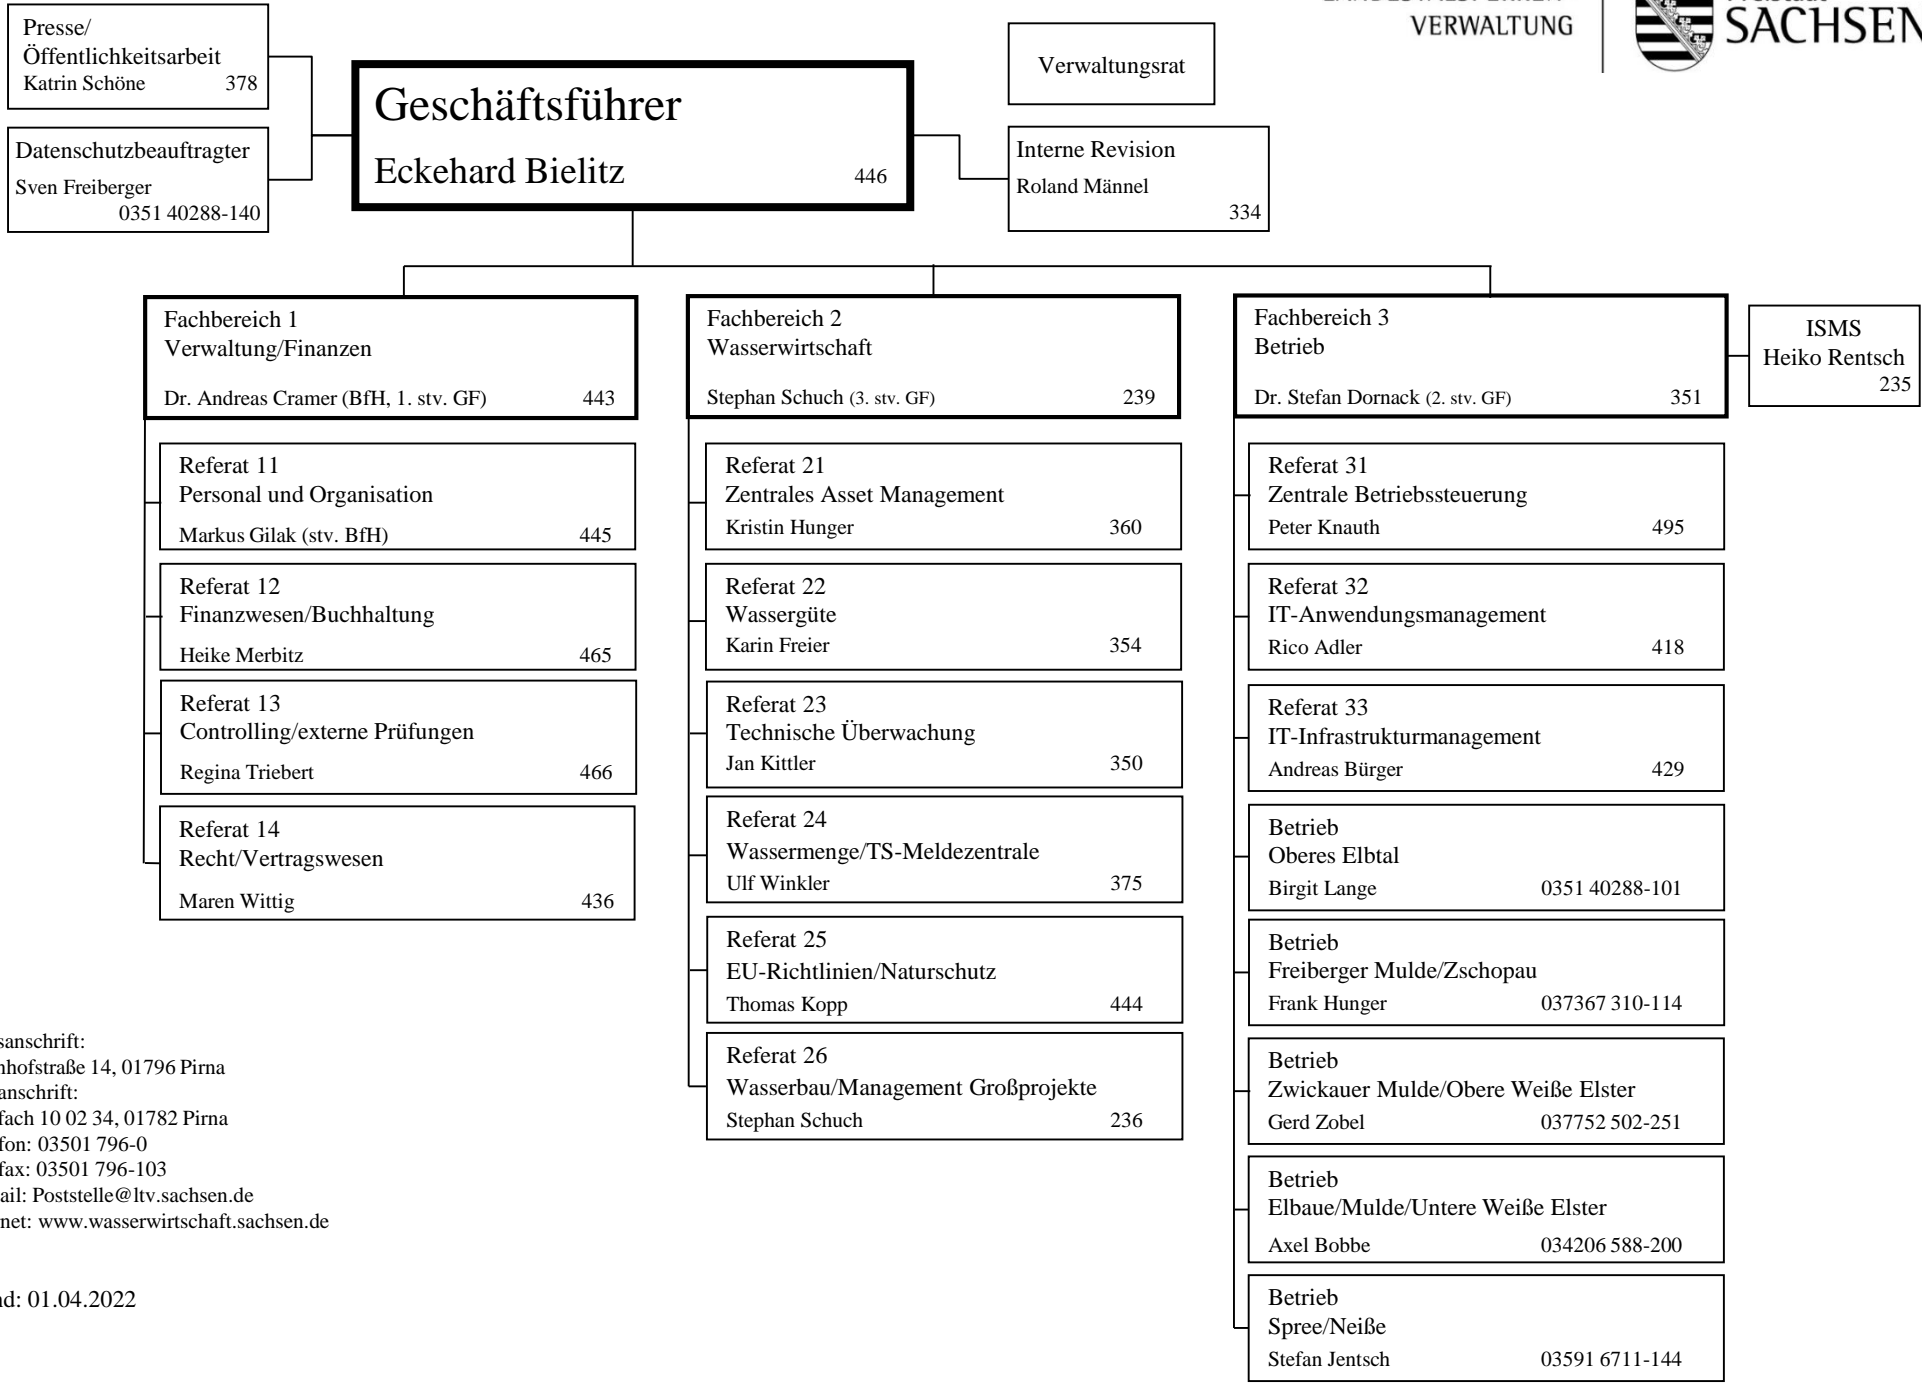 Presse/
Öffentlichkeitsarbeit
Katrin Schöne 378
Datenschutzbeauftragter
Sven Freiberger
0351 40288-140
Geschäftsführer
Eckehard Bielitz 446
Verwaltungsrat
Interne Revision
Roland Männel
334
VERWALTUNG
SACHSEN
Fachbereich 1
Verwaltung/Finanzen
Dr. Andreas Cramer (BfH, 1. stv. GF) 443
Referat 11
Personal und Organisation
Markus Gilak (stv. BfH) 445
Referat 12
Finanzwesen/Buchhaltung
Heike Merbitz 465
Referat 13
Controlling/externe Prüfungen
Regina Triebert 466
Referat 14
Recht/Vertragswesen
Maren Wittig 436
Fachbereich 2
Wasserwirtschaft
Stephan Schuch (3. stv. GF) 239
Referat 21
Zentrales Asset Management
Kristin Hunger 360
Referat 22
Wassergüte
Karin Freier 354
Referat 23
Technische Überwachung
Jan Kittler 350
Referat 24
Wassermenge/TS-Meldezentrale
Ulf Winkler 375
Referat 25
EU-Richtlinien/Naturschutz
Thomas Kopp 444
Referat 26
Wasserbau/Management Großprojekte
Stephan Schuch 236
Fachbereich 3
Betrieb
Dr. Stefan Dornack (2. stv. GF) 351
ISMS
Heiko Rentsch
235
Referat 31
Zentrale Betriebssteuerung
Peter Knauth 495
Referat 32
IT-Anwendungsmanagement
Rico Adler 418
Referat 33
IT-Infrastrukturmanagement
Andreas Bürger 429
Betrieb
Oberes Elbtal
Birgit Lange 0351 40288-101
Betrieb
Freiberger Mulde/Zschopau
Frank Hunger 037367 310-114
Betrieb
Zwickauer Mulde/Obere Weiße Elster
Gerd Zobel 037752 502-251
Betrieb
Elbaue/Mulde/Untere Weiße Elster
Axel Bobbe 034206 588-200
Betrieb
Spree/Neiße
Stefan Jentsch 03591 6711-144
sanschrift:
nhofstraße 14, 01796 Pirna
anschrift:
fach 10 02 34, 01782 Pirna
fon: 03501 796-0
fax: 03501 796-103
ail: Poststelle@ltv.sachsen.de
net: www.wasserwirtschaft.sachsen.de
nd: 01.04.2022